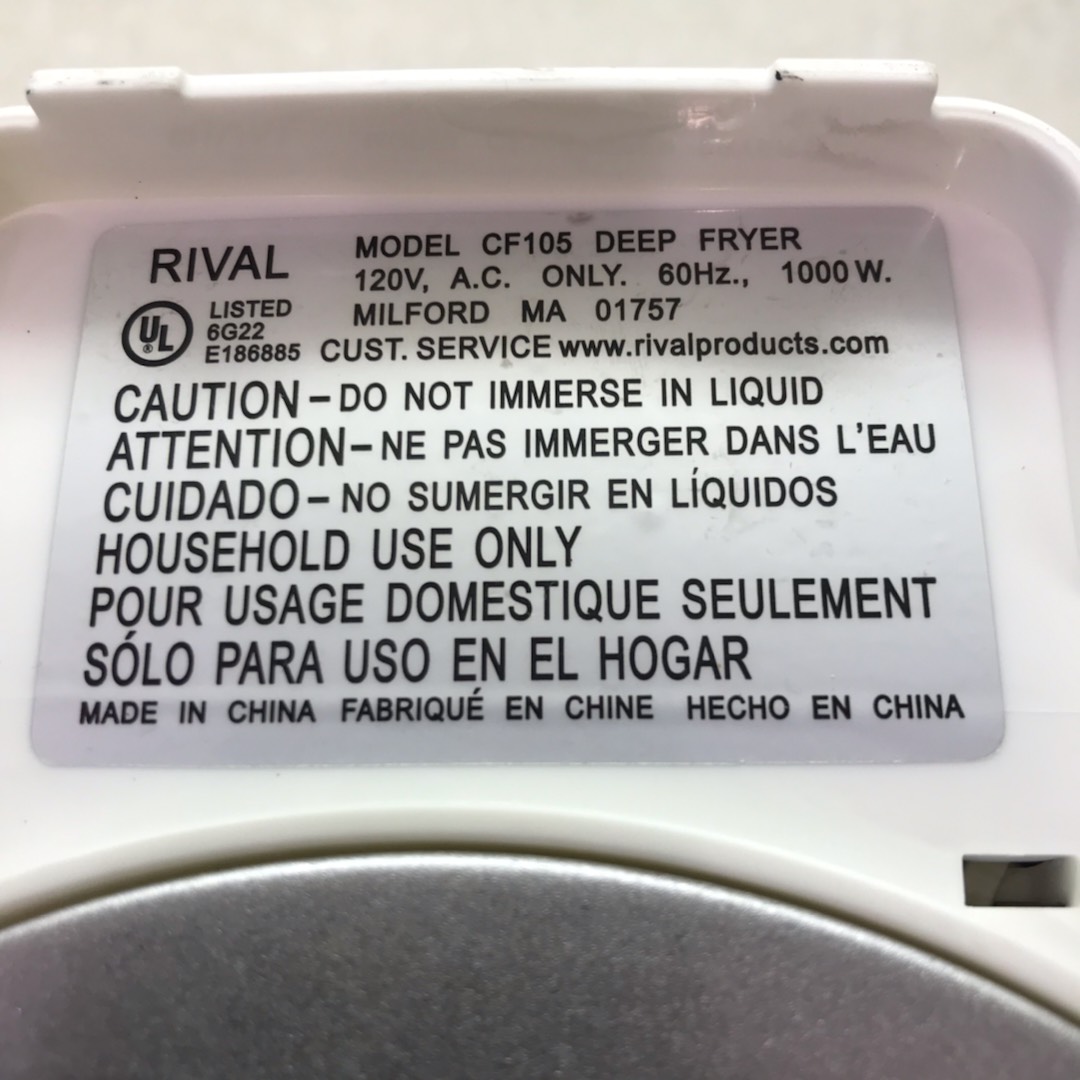 RIVAL
MODEL CF105 DEEP FRYER
120V, A.C. ONLY. 60Hz., 1000 W.
MILFORD MA 01757
UL ®
LISTED
6G22
E186885
CUST. SERVICE www.rivalproducts.com
CAUTION – DO NOT IMMERSE IN LIQUID
ATTENTION – NE PAS IMMERGER DANS L'EAU
CUIDADO – NO SUMERGIR EN LÍQUIDOS
HOUSEHOLD USE ONLY
POUR USAGE DOMESTIQUE SEULEMENT
SÓLO PARA USO EN EL HOGAR
MADE IN CHINA FABRIQUÉ EN CHINE HECHO EN CHINA